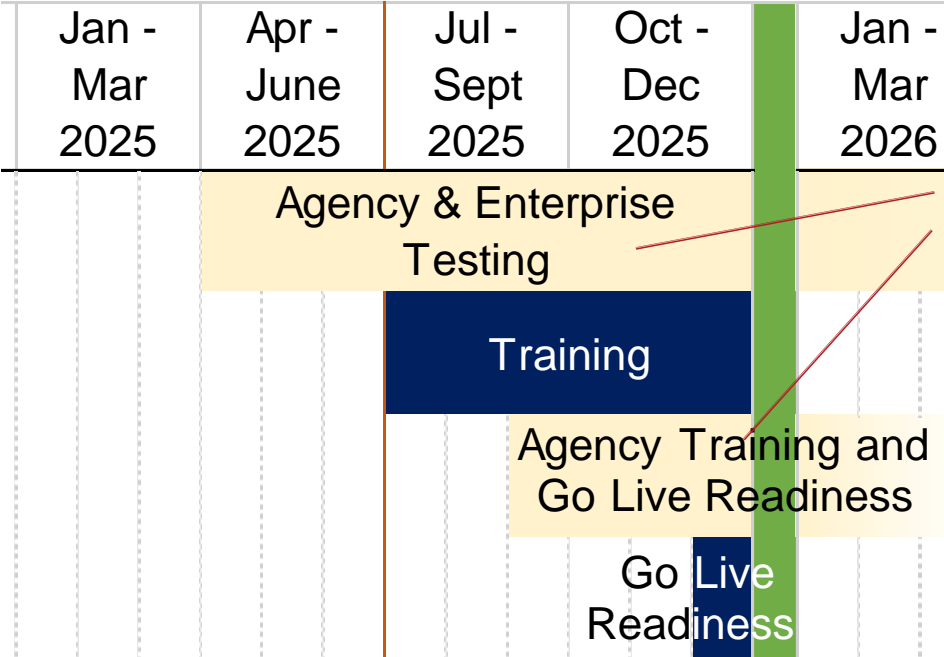 Jan -
Mar
2025
Apr -
June
2025
Jul -
Sept
2025
Oct -
Dec
2025
Jan -
Mar
2026
Agency & Enterprise
Testing
Training
Agency Training and
Go Live Readiness
Go Live
Readiness